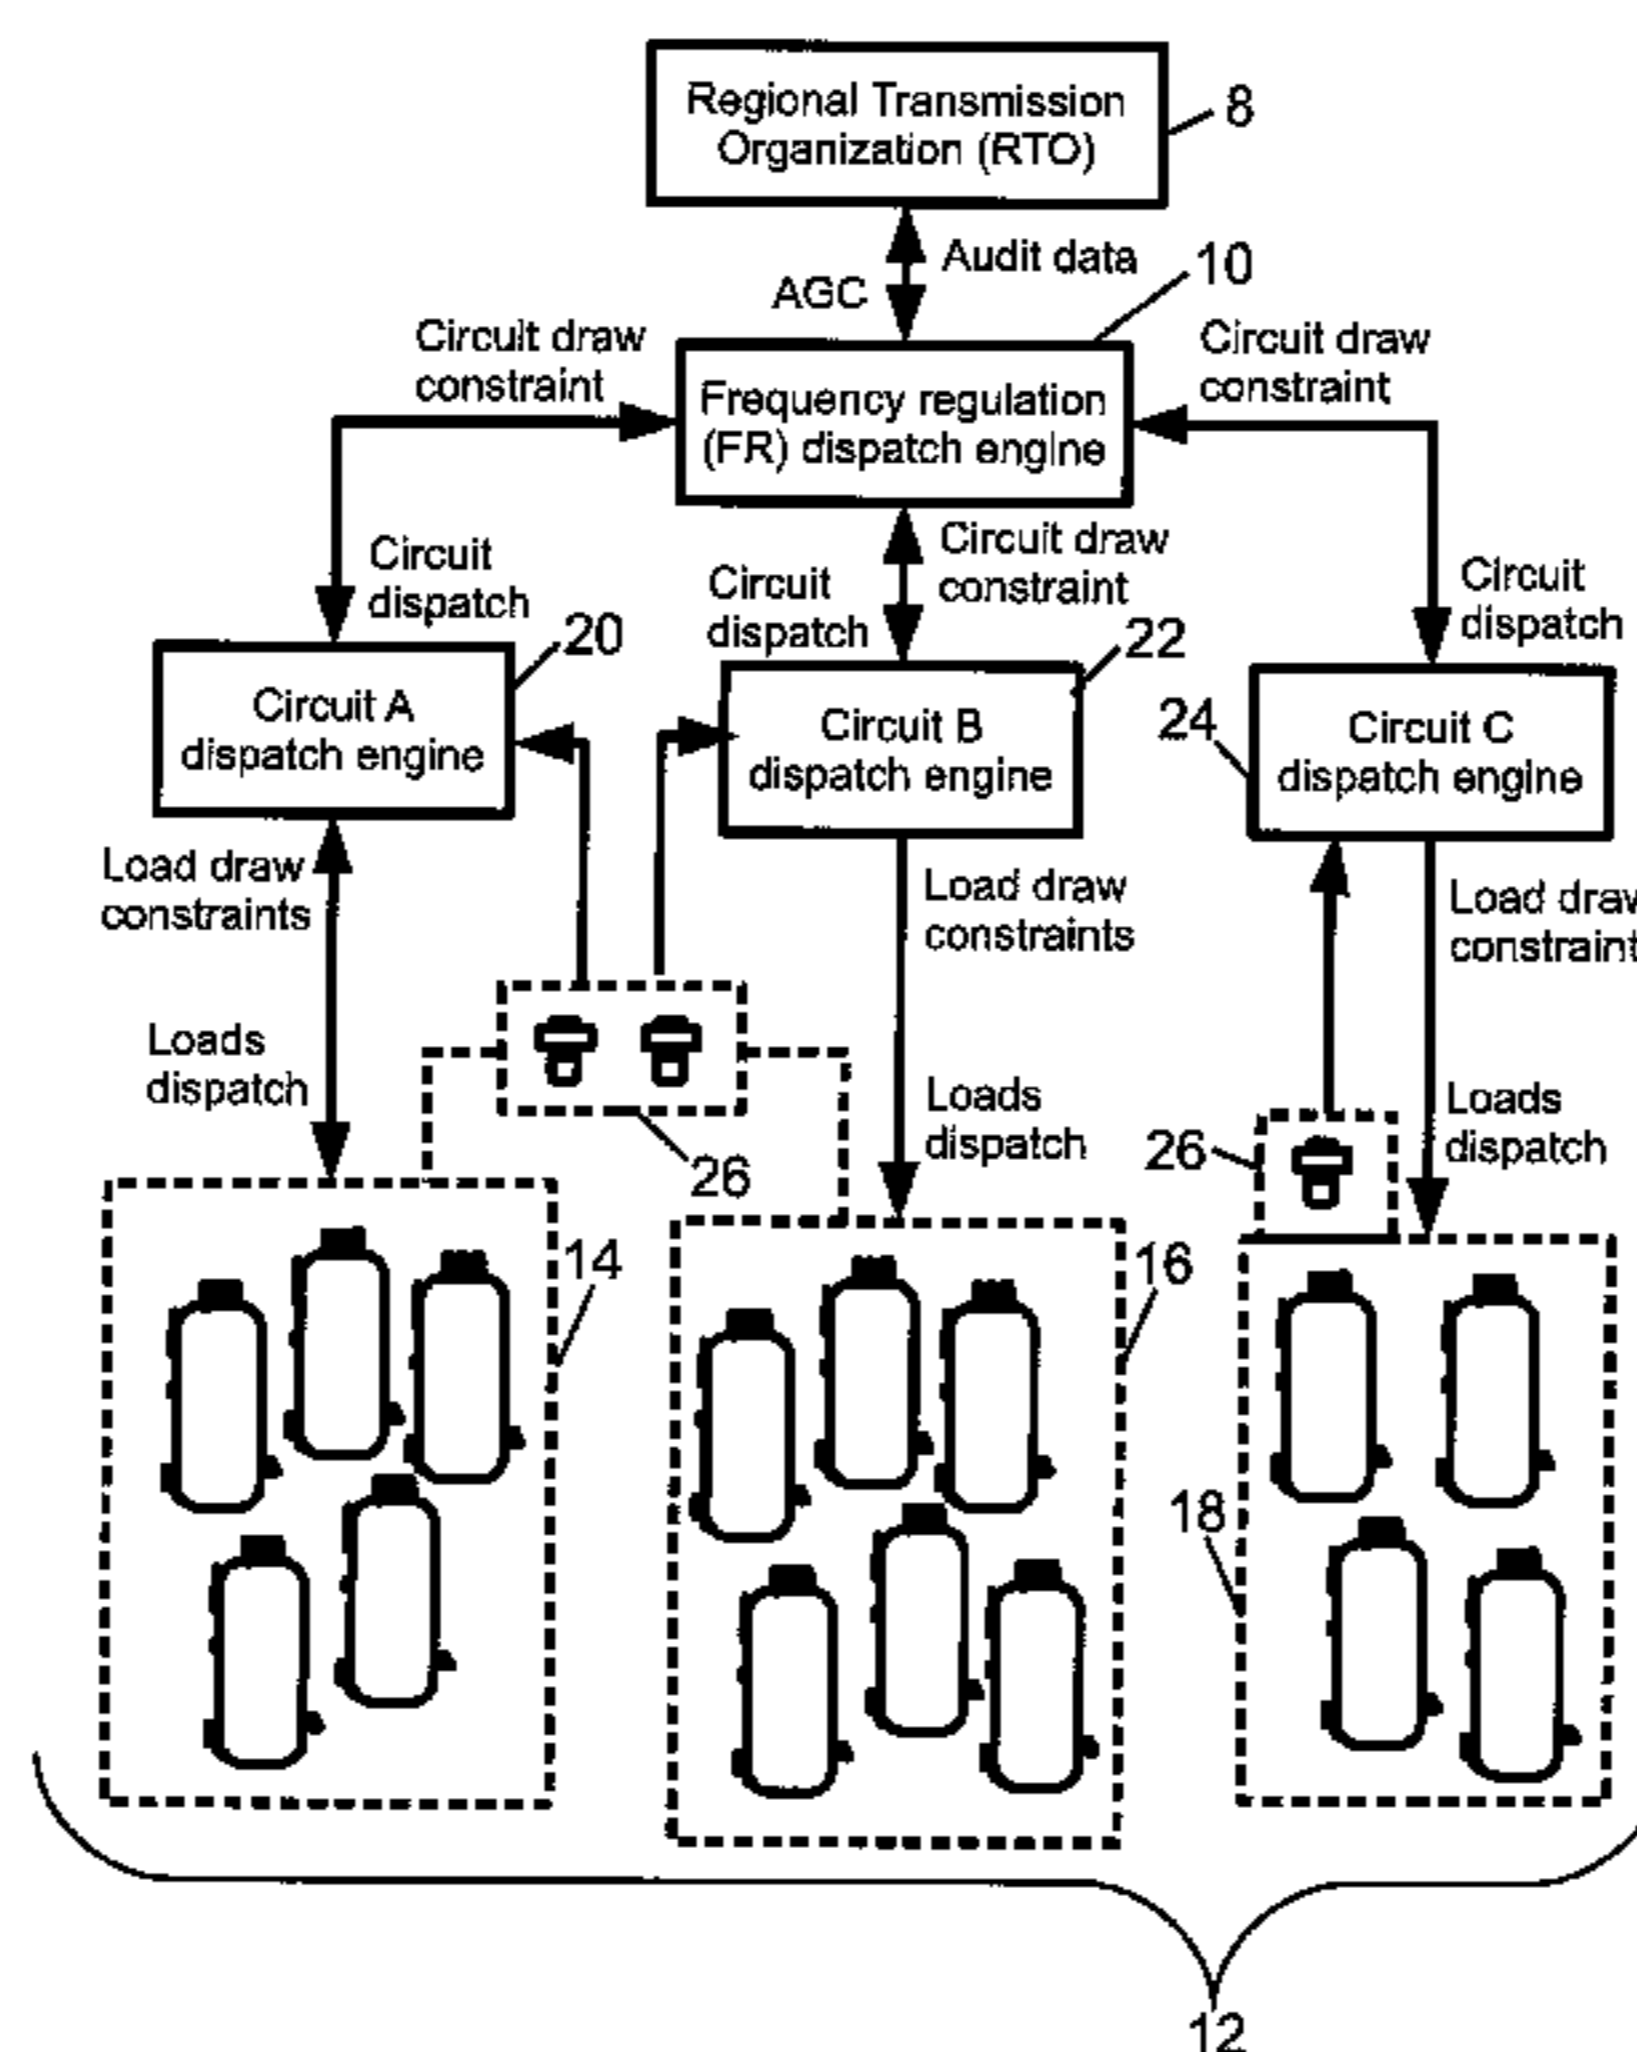 Regional Transmission
Organization (RTO)
8
Audit data
AGC
10
Circuit draw
constraint
Circuit draw
constraint
Frequency regulation
(FR) dispatch engine
Circuit
dispatch
Circuit draw
constraint
Circuit
dispatch
Circuit
dispatch
20
22
24
Circuit A
dispatch engine
Circuit B
dispatch engine
Circuit C
dispatch engine
Load draw
constraints
Load draw
constraints
Load draw
constraint
Loads
dispatch
Loads
dispatch
Loads
dispatch
26
26
14
16
18
12